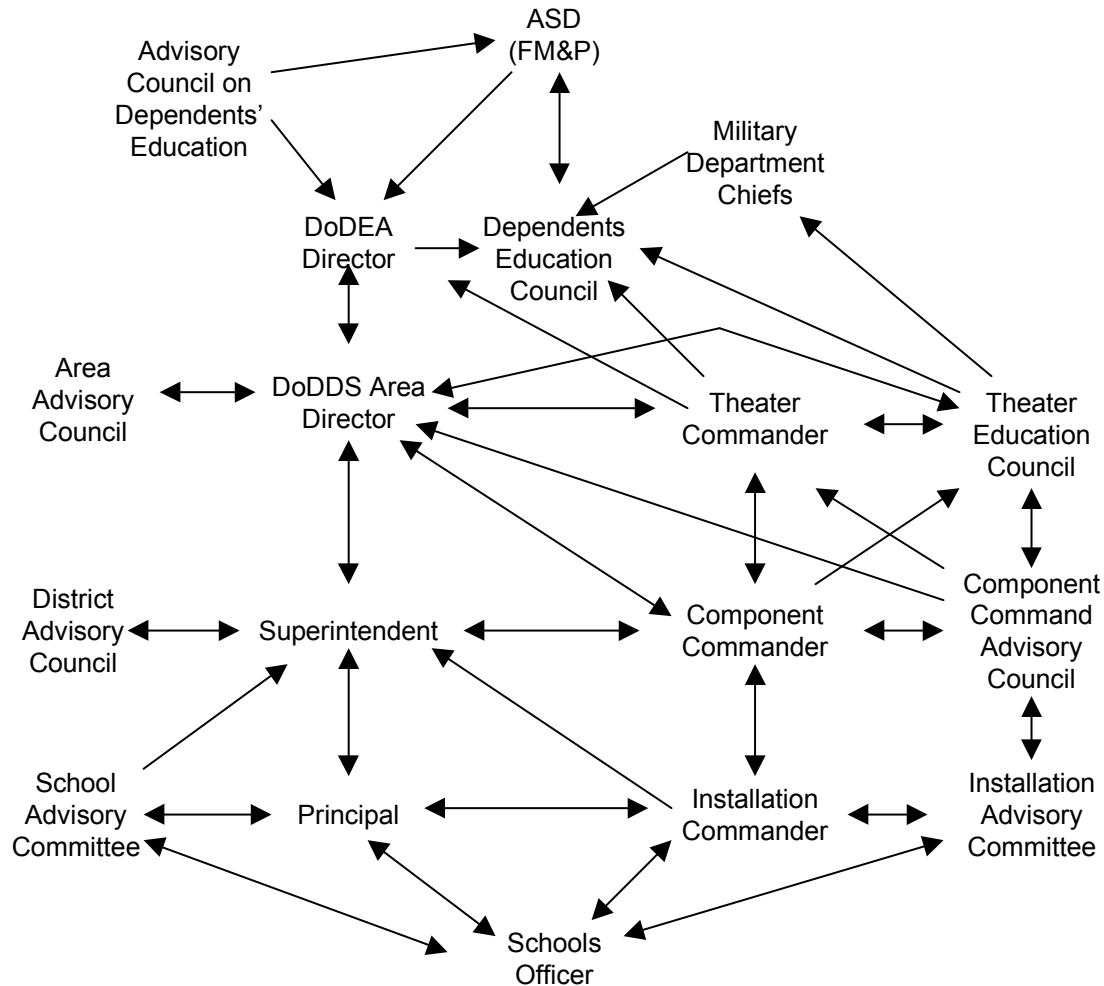 ASD
(FM&P)
Advisory
Council on
Dependents’
Education
Military
Department
Chiefs
DoDEA
Director
Dependents
Education
Council
Area
Advisory
Council
DoDDS Area
Director
Theater
Commander
Theater
Education
Council
District
Advisory
Council
Superintendent
Component
Commander
Component
Command
Advisory
Council
School
Advisory
Committee
Principal
Installation
Commander
Installation
Advisory
Committee
Schools
Officer